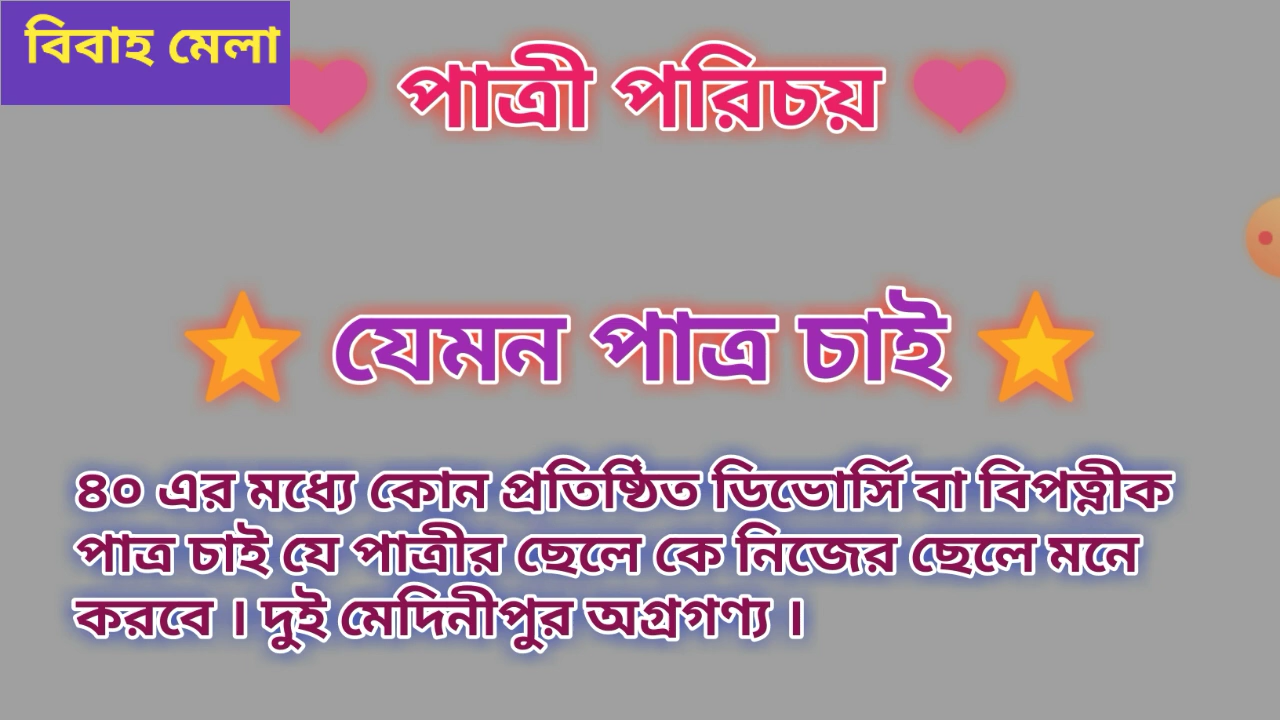 বিবাহ মেলা
পাত্রী পরিচয়
যেমন পাত্র চাই
৪০ এর মধ্যে কোন প্রতিষ্ঠিত ডিভোর্সি বা বিপত্নীক
পাত্র চাই যে পাত্রীর ছেলে কে নিজের ছেলে মনে
করবে । দুই মেদিনীপুর অগ্রগণ্য ।